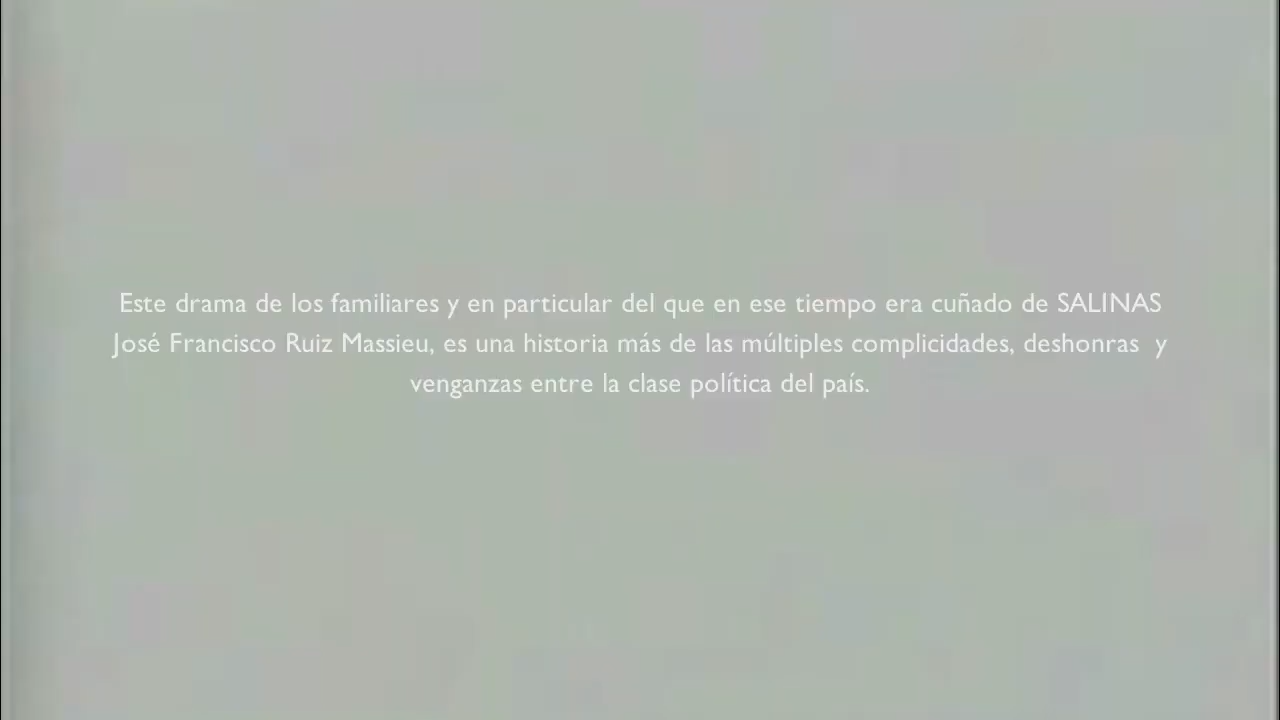 Este drama de los familiares y en particular del que en ese tiempo era cuñado de SALINAS
José Francisco Ruiz Massieu, es una historia más de las múltiples complicidades, deshonras  y
venganzas entre la clase política del país.